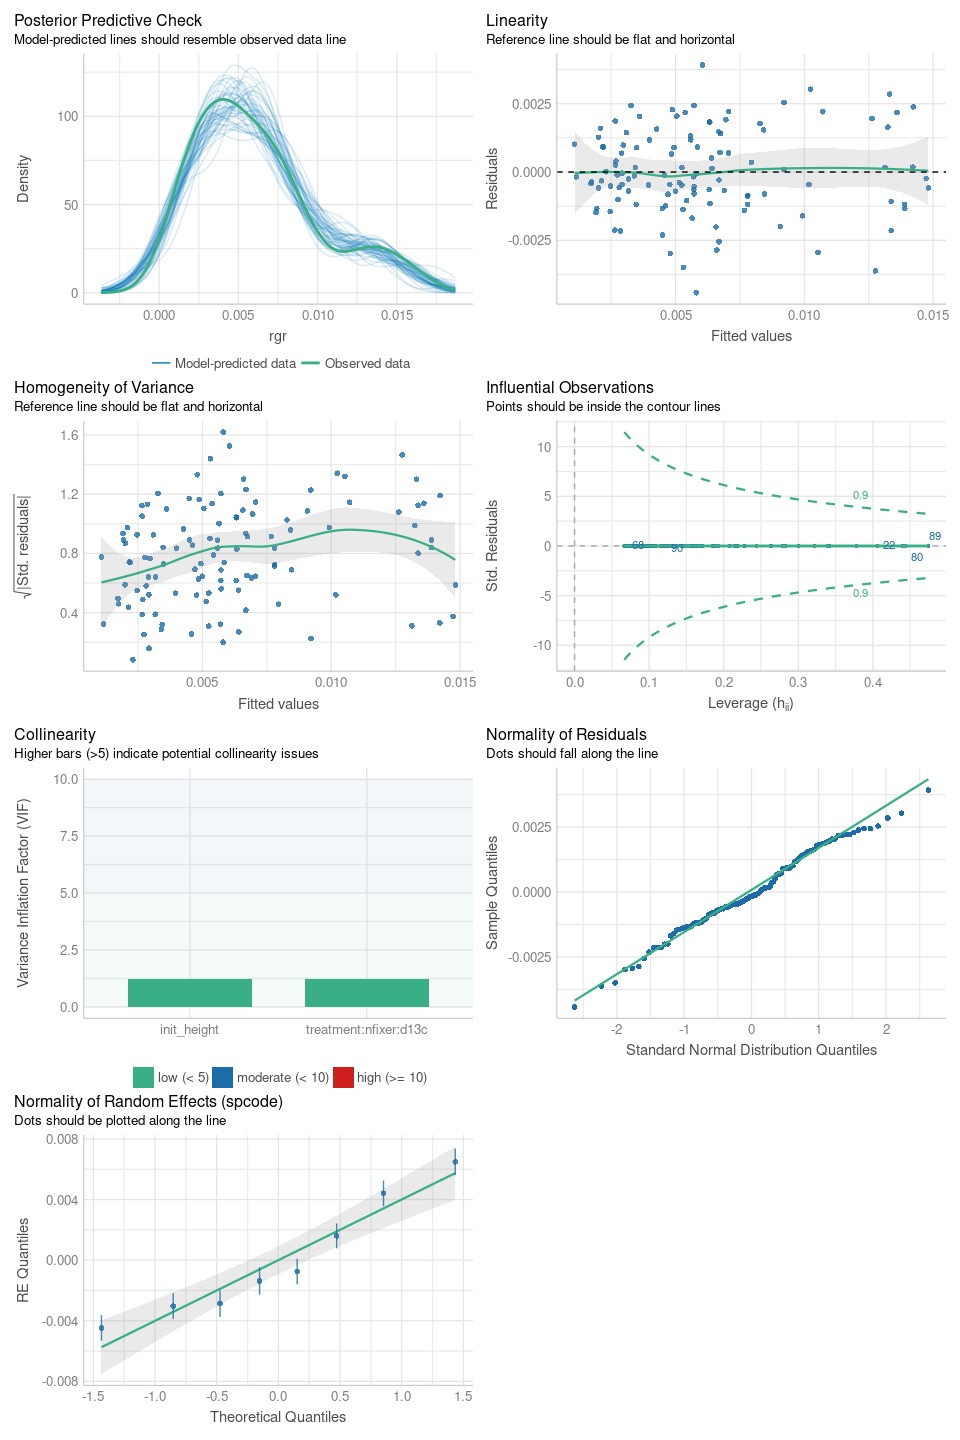 Posterior Predictive Check
Model-predicted lines should resemble observed data line
Density
100
50
0
0.000
0.005
0.010
0.015
rgr
Model-predicted data
Observed data
Linearity
Reference line should be flat and horizontal
Residuals
0.0025
0.0000
-0.0025
0.005
0.010
0.015
Fitted values
Homogeneity of Variance
Reference line should be flat and horizontal
√|Std. residuals|
1.6
1.2
0.8
0.4
0.005
0.010
0.015
Fitted values
Influential Observations
Points should be inside the contour lines
Std. Residuals
10
5
0
-5
-10
0.9
0.9
68
90
22
89
80
0.0
0.1
0.2
0.3
0.4
Leverage (hii)
Collinearity
Higher bars (>5) indicate potential collinearity issues
Variance Inflation Factor (VIF)
10.0
7.5
5.0
2.5
0.0
init_height
treatment:nfixer:d13c
low (< 5)
moderate (< 10)
high (>= 10)
Normality of Residuals
Dots should fall along the line
Sample Quantiles
0.0025
0.0000
-0.0025
-2
-1
0
1
2
Standard Normal Distribution Quantiles
Normality of Random Effects (spcode)
Dots should be plotted along the line
RE Quantiles
0.008
0.004
0.000
-0.004
-0.008
-1.5
-1.0
-0.5
0.0
0.5
1.0
1.5
Theoretical Quantiles